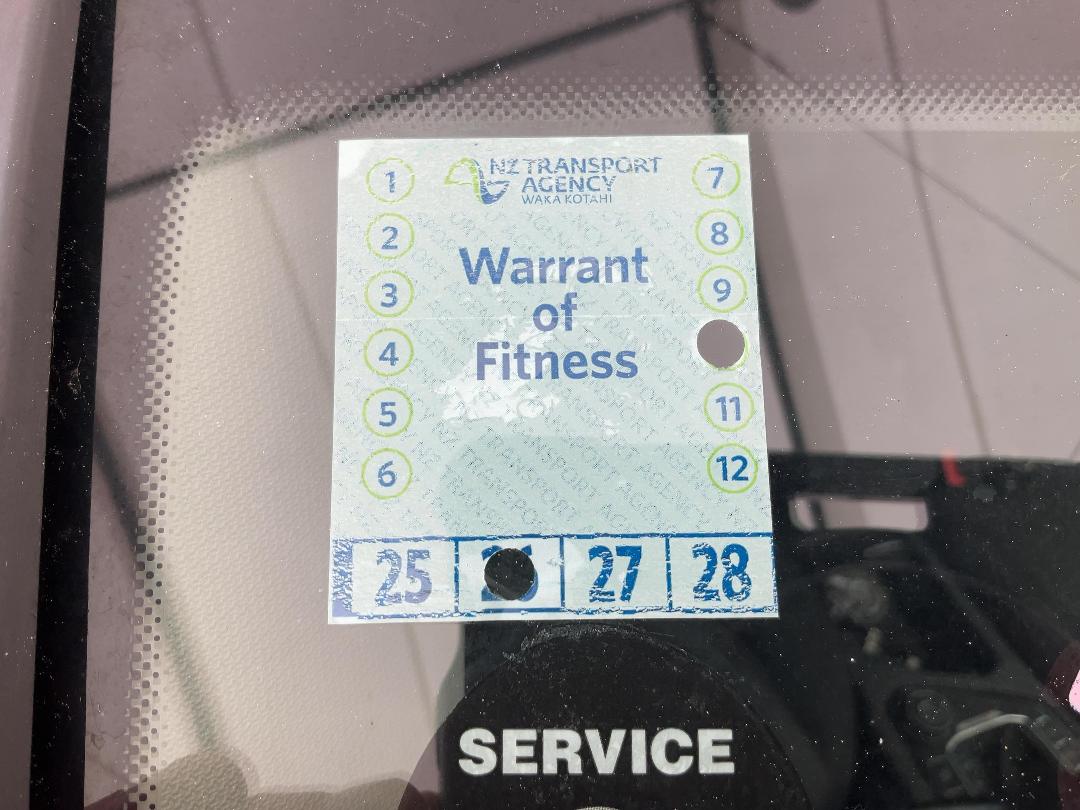 NZ TRANSPORT
AGENCY
WAKA KOTAHI
1
2
3
4
5
6
Warrant
of
Fitness
7
8
9
11
12
25
27
28
SERVICE